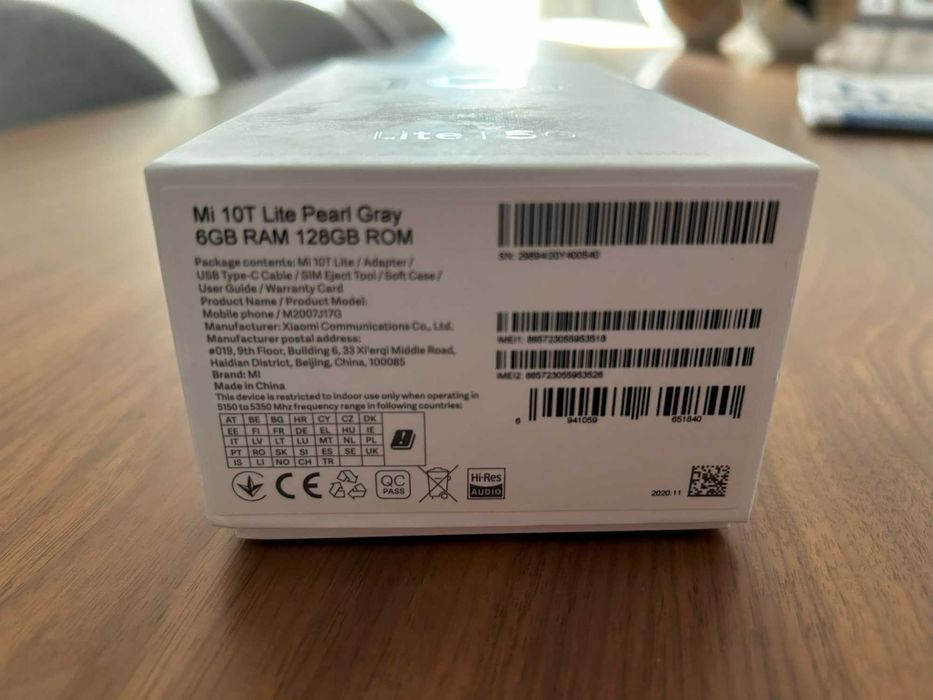 Lite | 5G
Mi 10T Lite Pearl Gray
6GB RAM 128GB ROM
Package contents: Mi 10T Lite / Adapter /
USB Type-C Cable / SIM Eject Tool / Soft Case /
User Guide / Warranty Card
Product Name / Product Model:
Mobile phone / M2007J17G
Manufacturer: Xiaomi Communications Co., Ltd.
Manufacturer postal address:
#019, 9th Floor, Building 6, 33 Xi'erqi Middle Road,
Haidian District, Beijing, China, 100085
Brand: MI
Made in China
This device is restricted to indoor use only when operating in
5150 to 5350 Mhz frequency range in following countries:
AT BE BG HR CY CZ DK
EE FI FR DE EL HU IE
IT LV LT LU MT NL PL
PT RO SK SI ES SE UK
IS LI NO CH TR
CE
QC
PASS
Hi-Res
AUDIO
SN:
IMEI1: 865723055953518
IMEI2: 865723055953526
6 941059 651840
2020.11